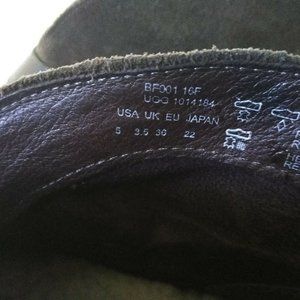 BF001 16F
UGG 1014184
USA UK EU JAPAN
5 3.5 36 22